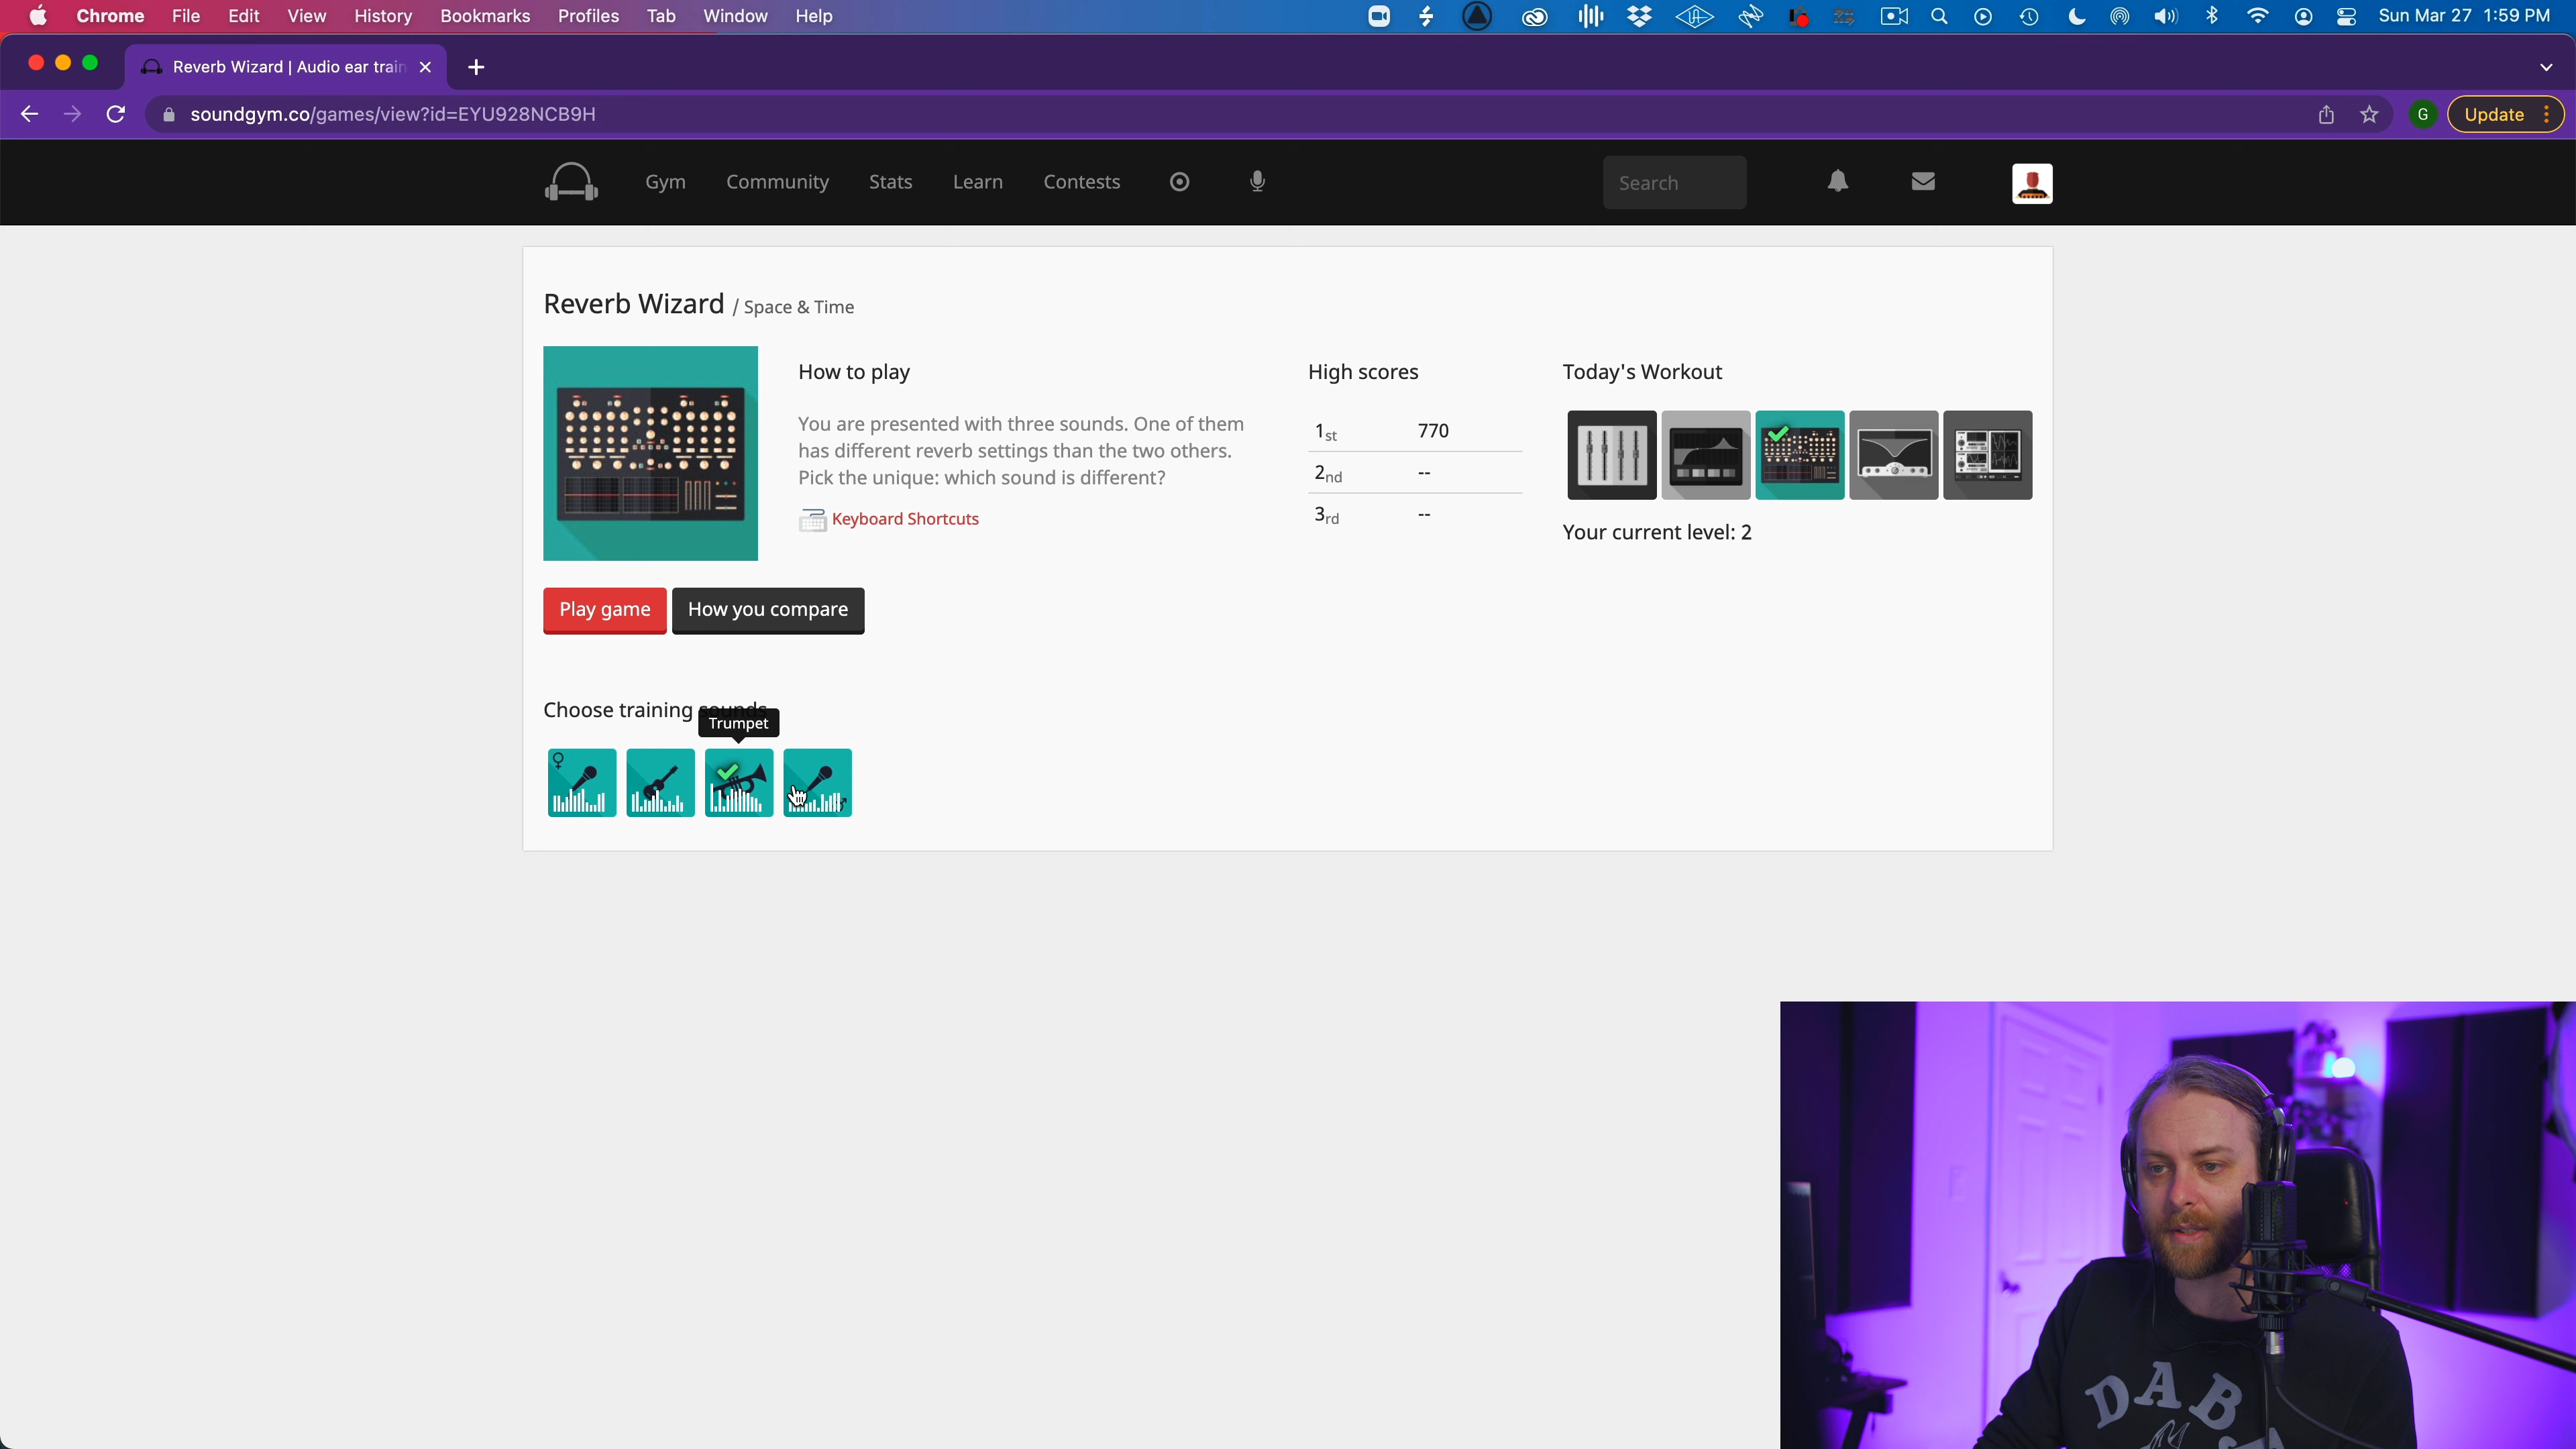 Chrome File Edit View History Bookmarks Profiles Tab Window Help Sun Mar 27 1:59 PM
Reverb Wizard | Audio ear train
soundgym.co/games/view?id=EYU928NCB9H G Update
Gym Community Stats Learn Contests Search
Reverb Wizard / Space & Time
How to play
You are presented with three sounds. One of them
has different reverb settings than the two others.
Pick the unique: which sound is different?
Keyboard Shortcuts
High scores
1st 770
2nd --
3rd --
Today's Workout
Your current level: 2
Play game How you compare
Choose training sounds
Trumpet
DAB